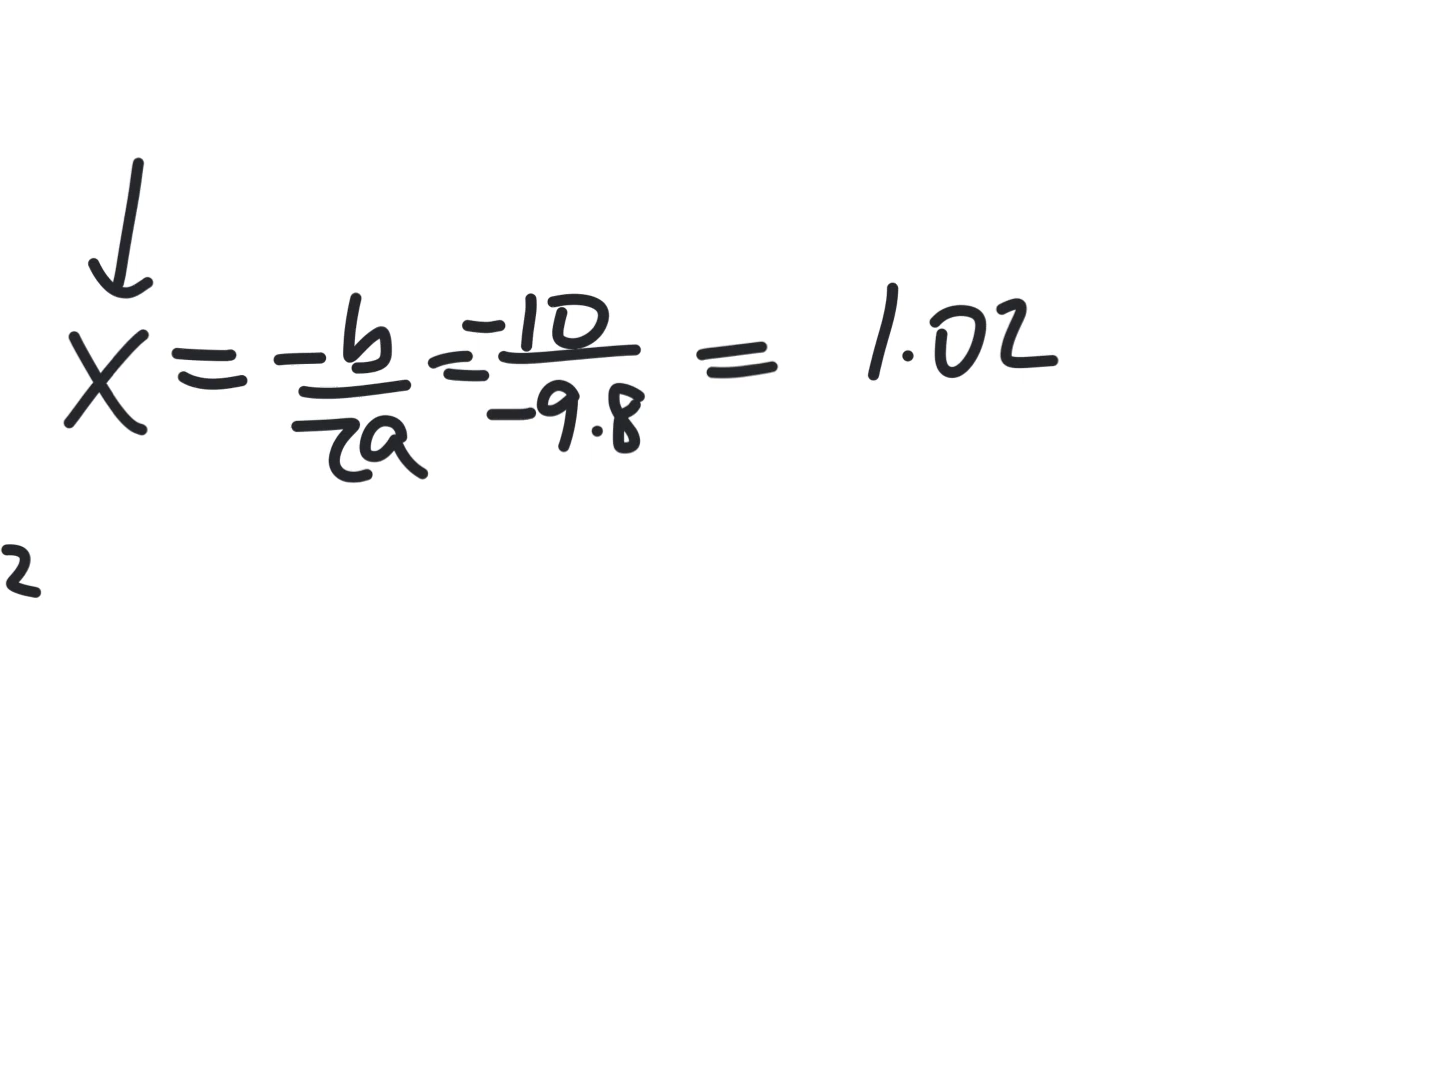 x = -b/2a = -10/-9.8 = 1.02
2